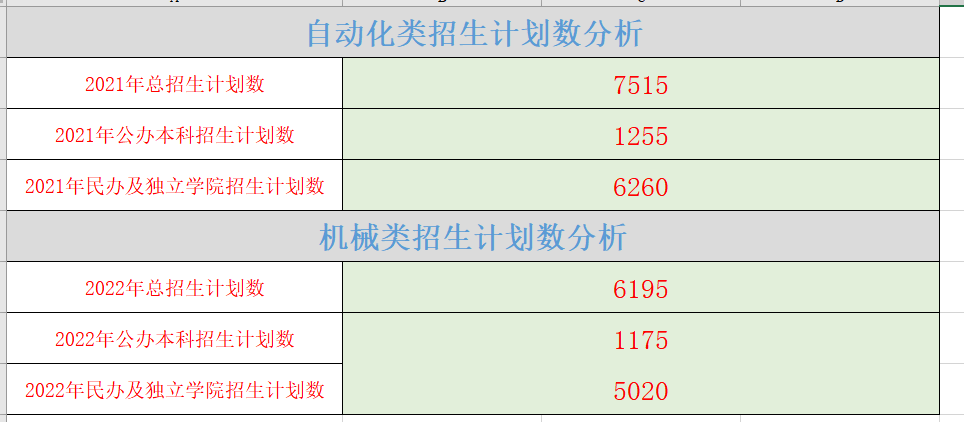 自动化类招生计划数分析
2021年总招生计划数 7515
2021年公办本科招生计划数 1255
2021年民办及独立学院招生计划数 6260
机械类招生计划数分析
2022年总招生计划数 6195
2022年公办本科招生计划数 1175
2022年民办及独立学院招生计划数 5020